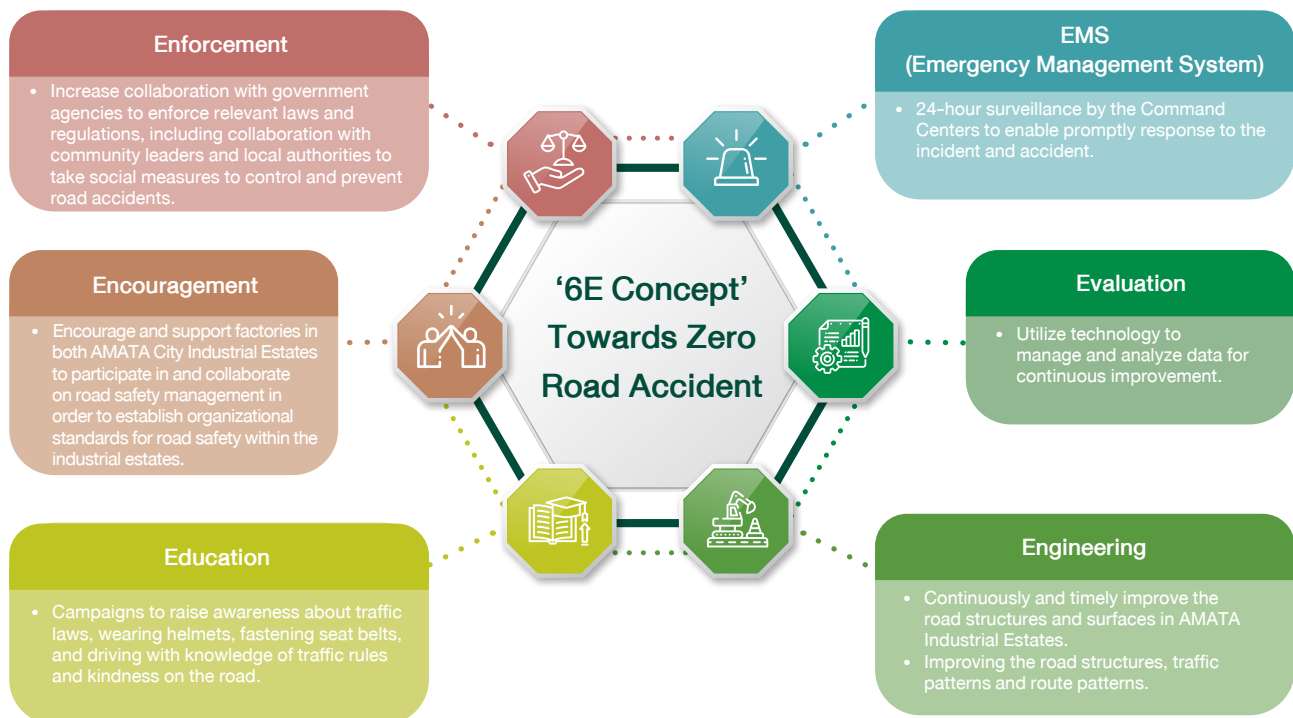 Enforcement
• Increase collaboration with government
agencies to enforce relevant laws and
regulations, including collaboration with
community leaders and local authorities to
take social measures to control and prevent
road accidents.
EMS
(Emergency Management System)
• 24-hour surveillance by the Command
Centers to enable promptly response to the
incident and accident.
Encouragement
• Encourage and support factories in
both AMATA City Industrial Estates
to participate in and collaborate
on road safety management in
order to establish organizational
standards for road safety within the
industrial estates.
‘6E Concept’
Towards Zero
Road Accident
Evaluation
• Utilize technology to
manage and analyze data for
continuous improvement.
Education
• Campaigns to raise awareness about traffic
laws, wearing helmets, fastening seat belts,
and driving with knowledge of traffic rules
and kindness on the road.
Engineering
• Continuously and timely improve the
road structures and surfaces in AMATA
Industrial Estates.
• Improving the road structures, traffic
patterns and route patterns.